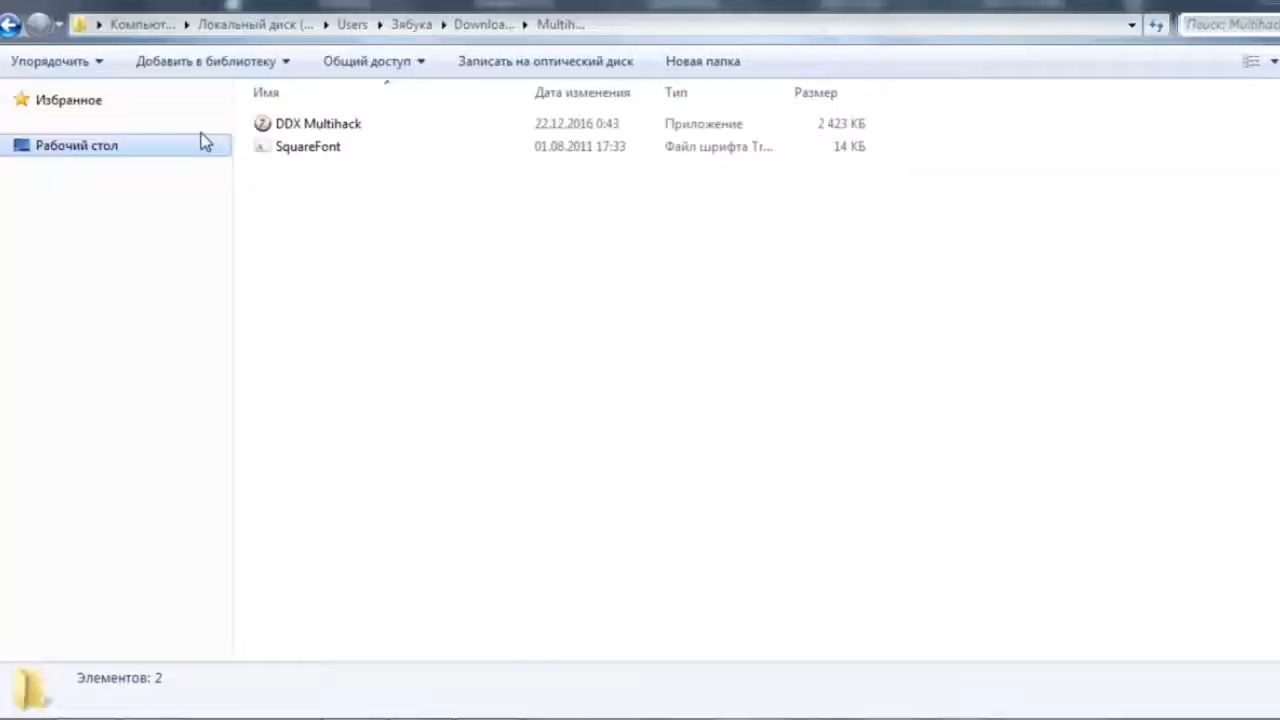 Компьют... Локальный диск (... Users Зябука Downloa... Multih... Поиск: Multihac
Упорядочить Добавить в библиотеку Общий доступ Записать на оптический диск Новая папка
Избранное
Рабочий стол
Имя Дата изменения Тип Размер
DDX Multihack 22.12.2016 0:43 Приложение 2 423 КБ
SquareFont 01.08.2011 17:33 Файл шрифта Tr... 14 КБ
Элементов: 2